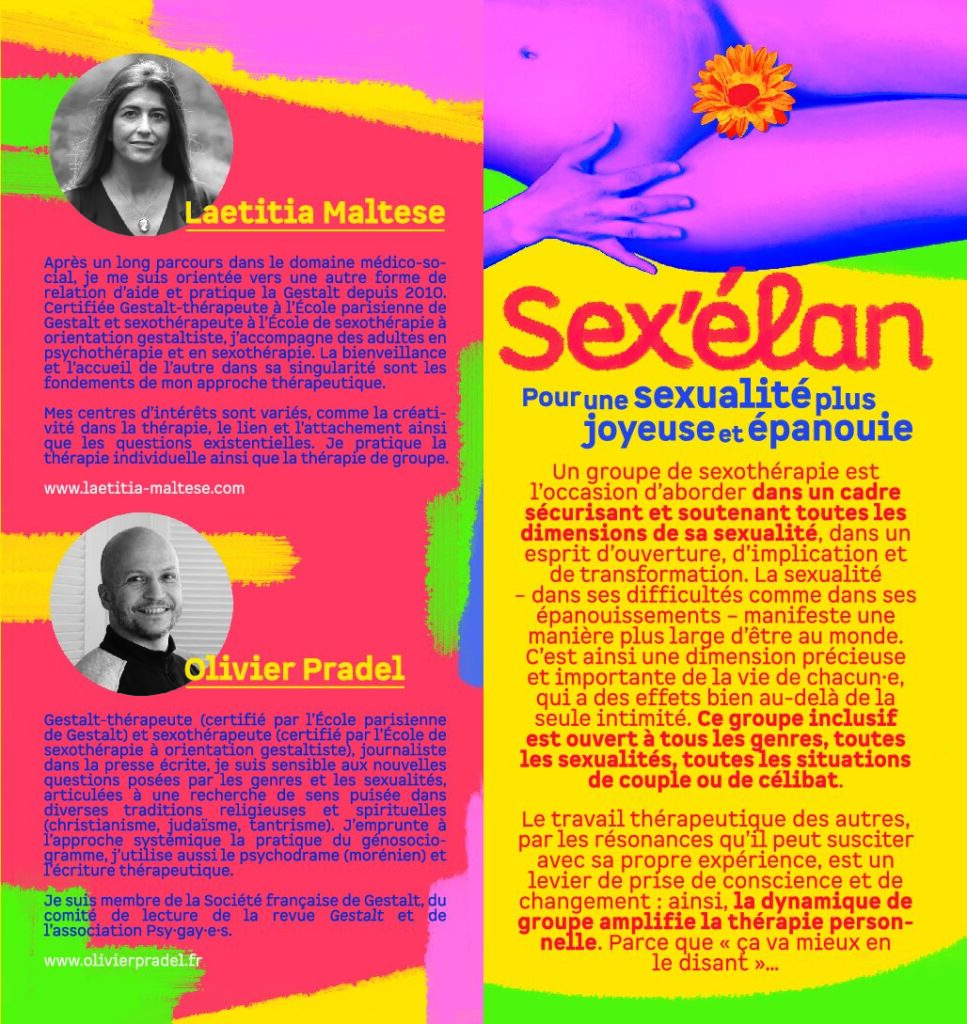 Laetitia Maltese
Après un long parcours dans le domaine médico-so-
cial, je me suis orientée vers une autre forme de
relation d'aide et pratique la Gestalt depuis 2010.
Certifiée Gestalt-thérapeute à l'École parisienne de
Gestalt et sexothérapeute à l'École de sexothérapie à
orientation gestaltiste, j'accompagne des adultes en
psychothérapie et en sexothérapie. La bienveillance
et l'accueil de l'autre dans sa singularité sont les
fondements de mon approche thérapeutique.
Mes centres d'intérêts sont variés, comme la créati-
vité dans la thérapie, le lien et l'attachement ainsi
que les questions existentielles. Je pratique la
thérapie individuelle ainsi que la thérapie de groupe.
www.laetitia-maltese.com
Olivier Pradel
Gestalt-thérapeute (certifié par l'École parisienne
de Gestalt) et sexothérapeute (certifié par l'École de
sexothérapie à orientation gestaltiste), journaliste
dans la presse écrite, je suis sensible aux nouvelles
questions posées par les genres et les sexualités,
articulées à une recherche de sens puisée dans
diverses traditions religieuses et spirituelles
(christianisme, judaïsme, tantrisme). J'emprunte à
l'approche systémique la pratique du génosocio-
gramme, j'utilise aussi le psychodrame (morénien) et
l'écriture thérapeutique.
Je suis membre de la Société française de Gestalt, du
comité de lecture de la revue Gestalt et de
l'association Psy·gay·e·s.
www.olivierpradel.fr
Sex'élan
Pour une sexualité plus
joyeuse et épanouie
Un groupe de sexothérapie est
l'occasion d'aborder dans un cadre
sécurisant et soutenant toutes les
dimensions de sa sexualité, dans un
esprit d'ouverture, d'implication et
de transformation. La sexualité
– dans ses difficultés comme dans ses
épanouissements – manifeste une
manière plus large d'être au monde.
C'est ainsi une dimension précieuse
et importante de la vie de chacun·e,
qui a des effets bien au-delà de la
seule intimité. Ce groupe inclusif
est ouvert à tous les genres, toutes
les sexualités, toutes les situations
de couple ou de célibat.
Le travail thérapeutique des autres,
par les résonances qu'il peut susciter
avec sa propre expérience, est un
levier de prise de conscience et de
changement : ainsi, la dynamique de
groupe amplifie la thérapie person-
nelle. Parce que « ça va mieux en
le disant »...